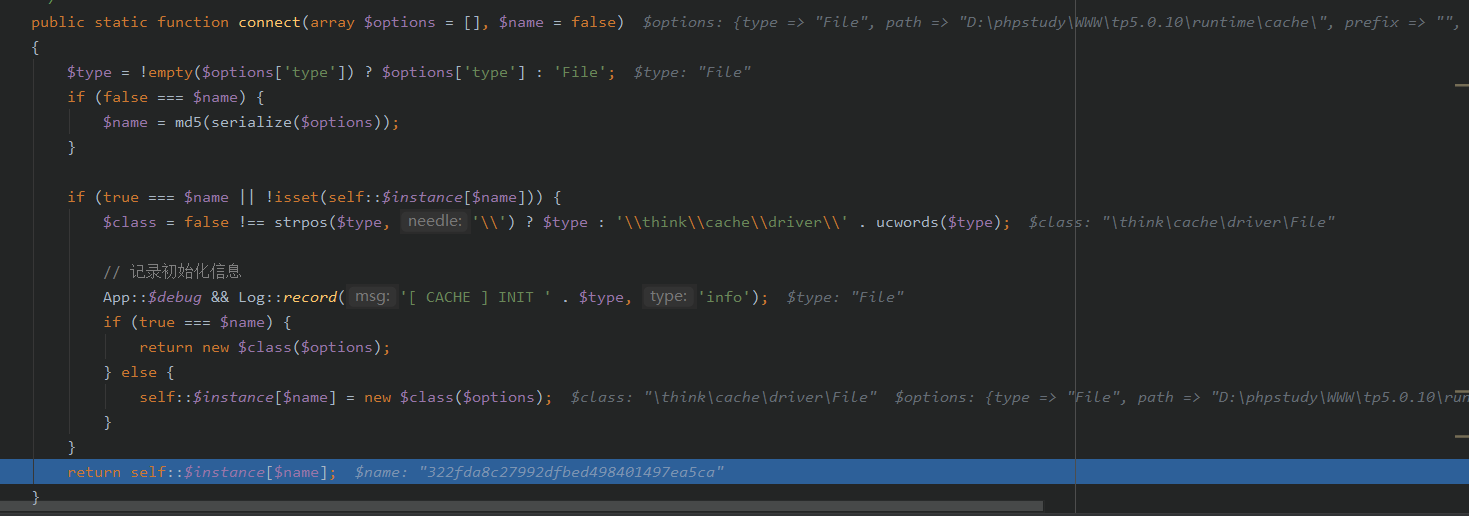 public static function connect(array $options = [], $name = false)  $options: {type => "File", path => "D:\phpstudy\WWW\tp5.0.10\runtime\cache\", prefix => "",
{
$type = !empty($options['type']) ? $options['type'] : 'File';  $type: "File"
if (false === $name) {
$name = md5(serialize($options));
}
if (true === $name || !isset(self::$instance[$name])) {
$class = false !== strpos($type, needle: '\\') ? $type : '\\think\\cache\\driver\\' . ucwords($type);  $class: "\think\cache\driver\File"
// 记录初始化信息
App::$debug && Log::record( msg: '[ CACHE ] INIT ' . $type, type: 'info');  $type: "File"
if (true === $name) {
return new $class($options);
} else {
self::$instance[$name] = new $class($options);  $class: "\think\cache\driver\File"  $options: {type => "File", path => "D:\phpstudy\WWW\tp5.0.10\run
}
}
return self::$instance[$name];  $name: "322fda8c27992dfbed498401497ea5ca"
}